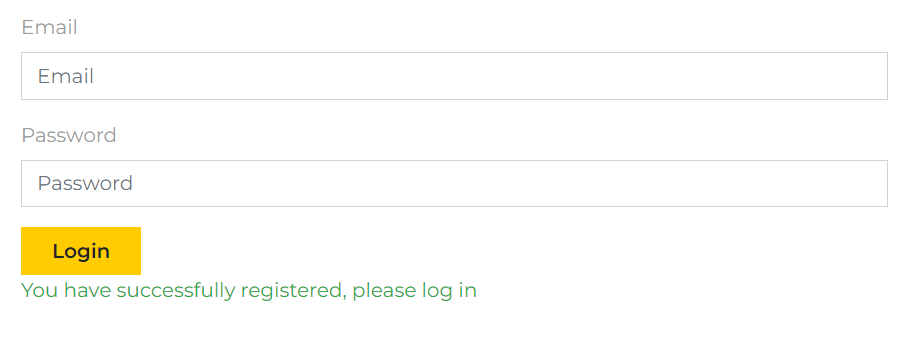 Email
Email
Password
Password
Login
You have successfully registered, please log in